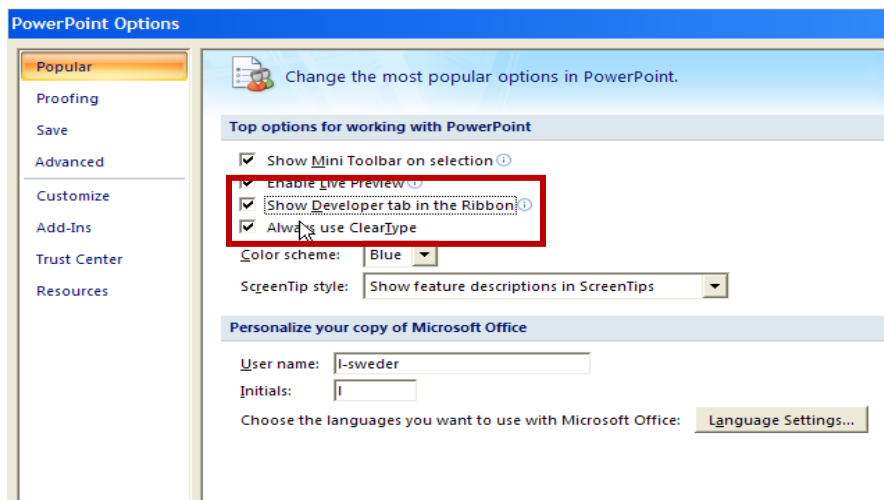 PowerPoint Options
Popular
Proofing
Save
Advanced
Customize
Add-Ins
Trust Center
Resources
Change the most popular options in PowerPoint.
Top options for working with PowerPoint
Show Mini Toolbar on selection
Enable Live Preview
Show Developer tab in the Ribbon
Always use ClearType
Color scheme: Blue
ScreenTip style: Show feature descriptions in ScreenTips
Personalize your copy of Microsoft Office
User name: l-sweder
Initials: l
Choose the languages you want to use with Microsoft Office: Language Settings...